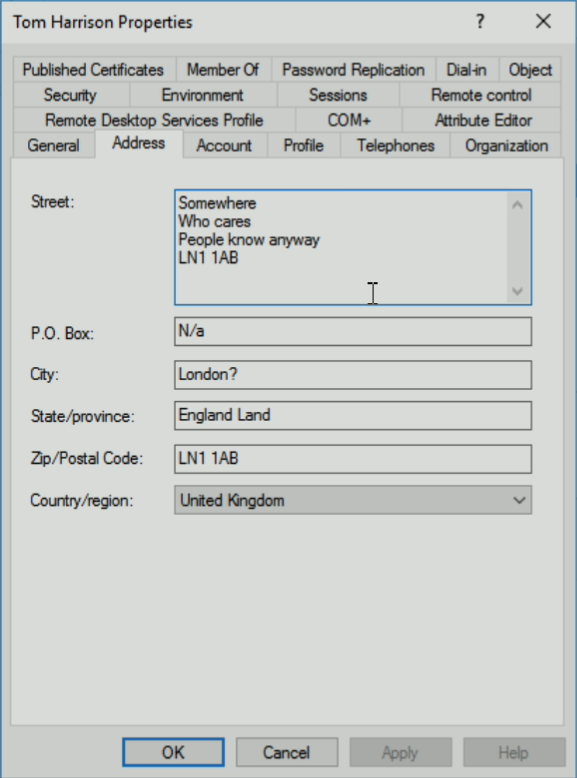 Tom Harrison Properties
?
Published Certificates Member Of Password Replication Dial-in Object
Security Environment Sessions Remote control
Remote Desktop Services Profile COM+ Attribute Editor
General Address Account Profile Telephones Organization
Street:
Somewhere
Who cares
People know anyway
LN1 1AB
P.O. Box: N/a
City: London?
State/province: England Land
Zip/Postal Code: LN1 1AB
Country/region: United Kingdom
OK Cancel Apply Help